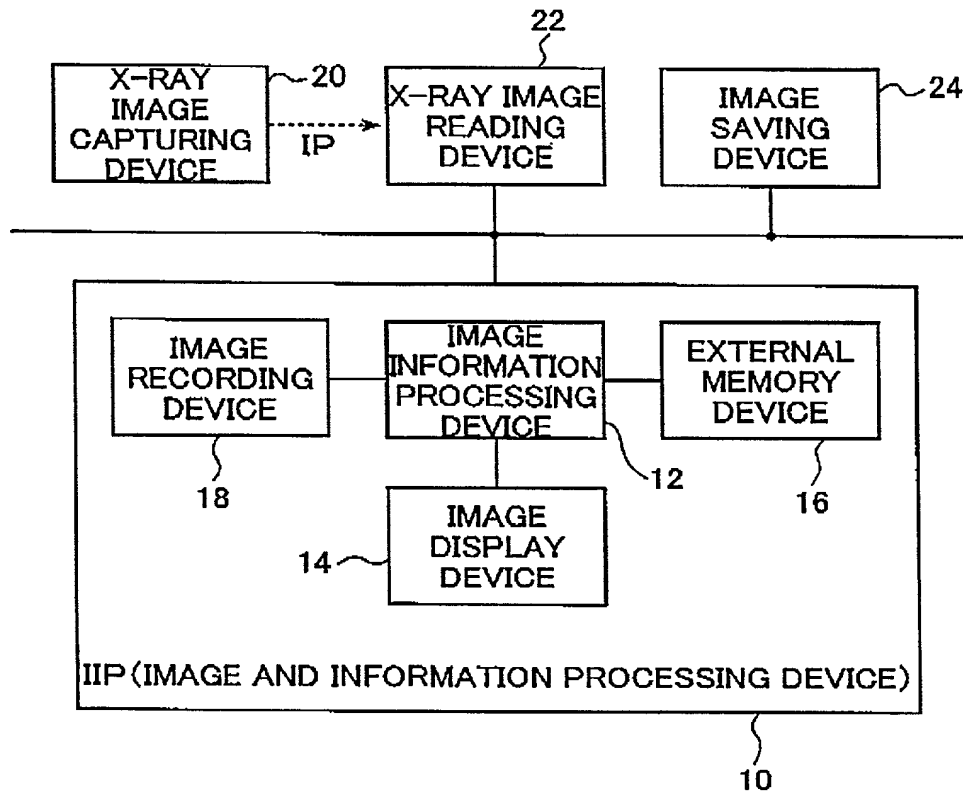 22
20
X-RAY
IMAGE
CAPTURING
DEVICE
IP
X-RAY IMAGE
READING
DEVICE
IMAGE
SAVING
DEVICE
24
IMAGE
RECORDING
DEVICE
18
IMAGE
INFORMATION
PROCESSING
DEVICE
12
EXTERNAL
MEMORY
DEVICE
16
14
IMAGE
DISPLAY
DEVICE
IIP(IMAGE AND INFORMATION PROCESSING DEVICE)
10